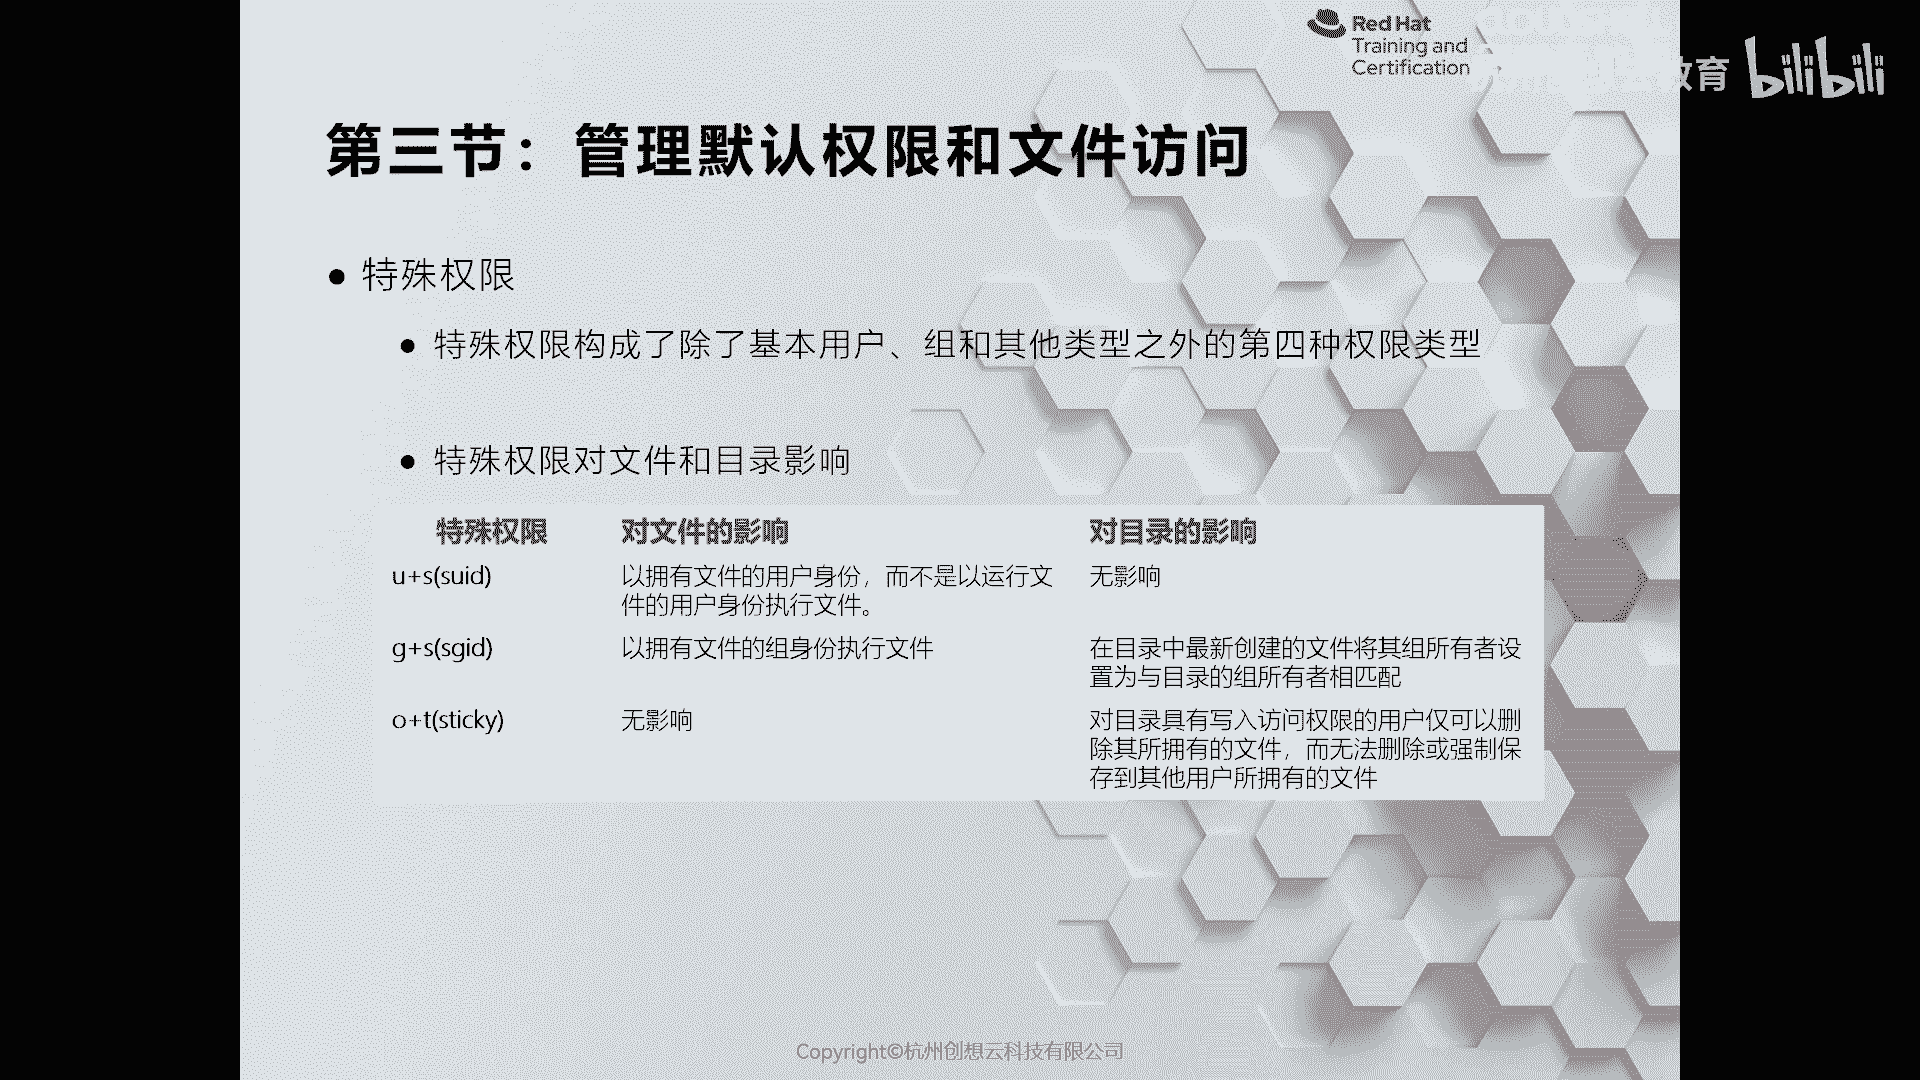 Red Hat
Training and
Certification
教育 bilibili
第三节：管理默认权限和文件访问
● 特殊权限
● 特殊权限构成了除了基本用户、组和其他类型之外的第四种权限类型
● 特殊权限对文件和目录影响
特殊权限 对文件的影响 对目录的影响
u+s(suid) 以拥有文件的用户身份，而不是以运行文 无影响
件的用户身份执行文件。
g+s(sgid) 以拥有文件的组身份执行文件 在目录中最新创建的文件将其组所有者设
置为与目录的组所有者相匹配
o+t(sticky) 无影响 对目录具有写入访问权限的用户仅可以删
除其所拥有的文件，而无法删除或强制保
存到其他用户所拥有的文件
Copyright©杭州创想云科技有限公司